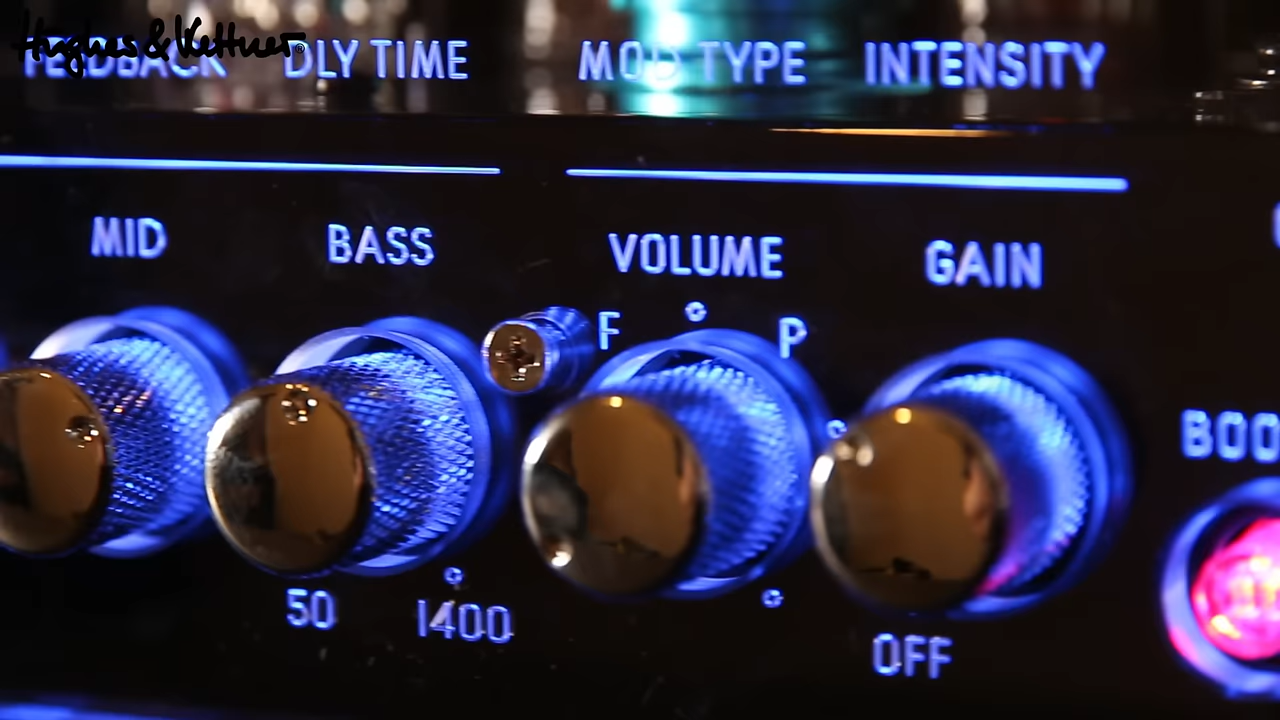 Hughes & Kettner®
FEEDBACK DLY TIME MOD TYPE INTENSITY
MID BASS VOLUME GAIN
F P
BOO
50 1400
OFF